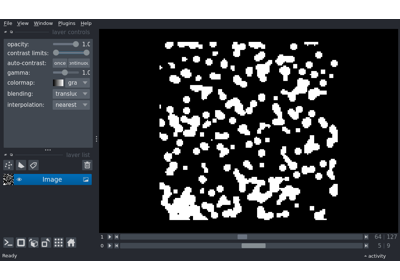 File View Window Plugins Help
layer controls
opacity: 1.0
contrast limits:
auto-contrast: once continuous
gamma: 1.0
colormap: gra
blending: transluc
interpolation: nearest
layer list
Image
1 64 127
0 5 9
Ready activity